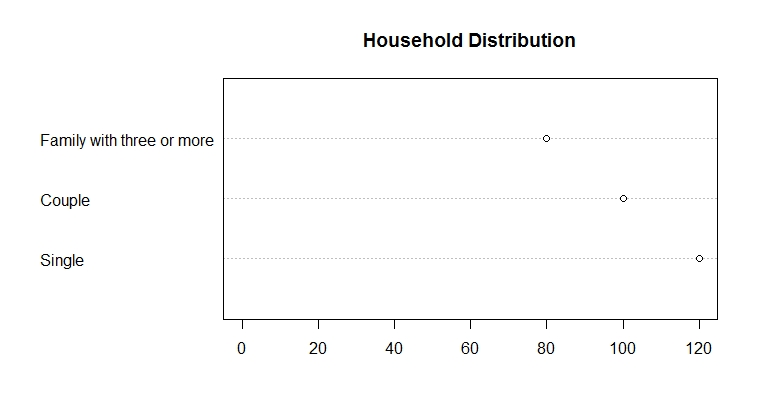 Household Distribution
Family with three or more
Couple
Single
0 20 40 60 80 100 120